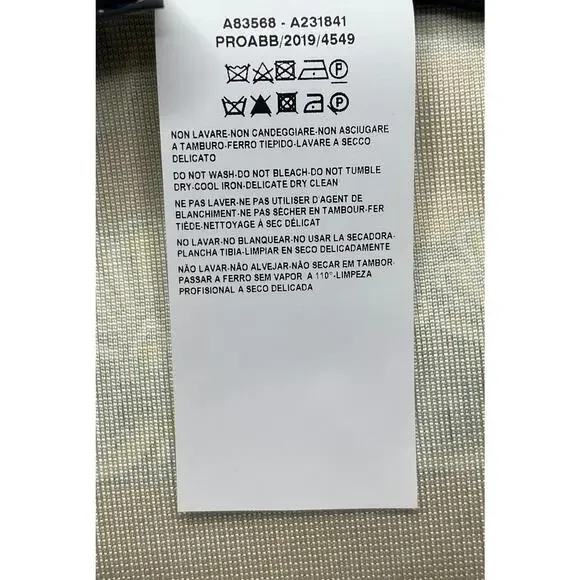 A83568 - A231841
PROABB/2019/4549
NON LAVARE-NON CANDEGGIARE-NON ASCIUGARE
A TAMBURO-FERRO TIEPIDO-LAVARE A SECCO
DELICATO
DO NOT WASH-DO NOT BLEACH-DO NOT TUMBLE
DRY-COOL IRON-DELICATE DRY CLEAN
NE PAS LAVER-NE PAS UTILISER D'AGENT DE
BLANCHIMENT-NE PAS SÉCHER EN TAMBOUR-FER
TIÈDE-NETTOYAGE À SEC DÉLICAT
NO LAVAR-NO BLANQUEAR-NO USAR LA SECADORA-
PLANCHA TIBIA-LIMPIAR EN SECO DELICADAMENTE
NÃO LAVAR-NÃO ALVEJAR-NÃO SECAR EM TAMBOR-
PASSAR A FERRO SEM VAPOR A 110°-LIMPEZA
PROFISIONAL A SECO DELICADA